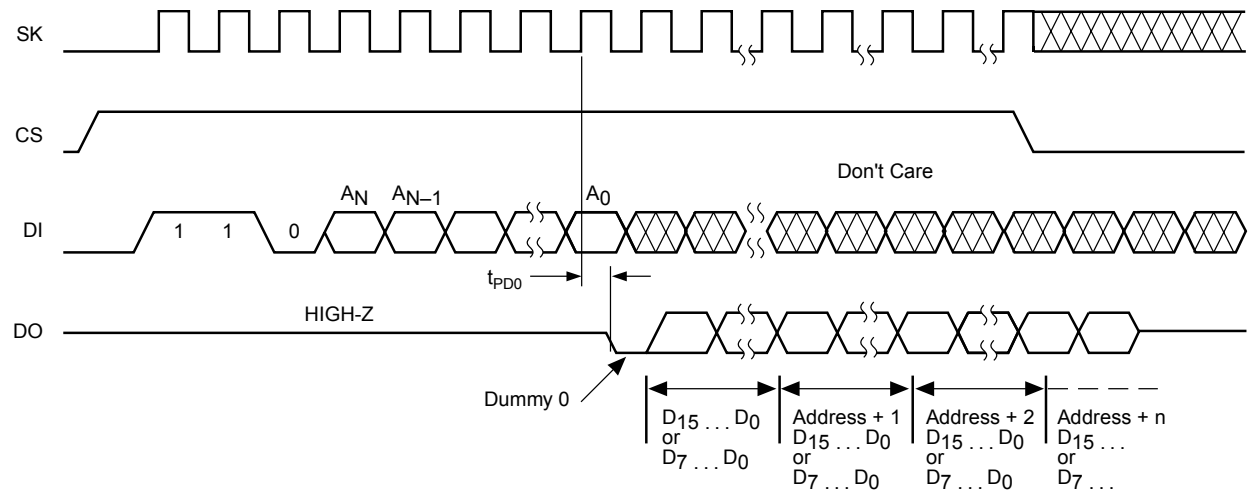 SK
CS
Don't Care
A_N A_N–1 A_0
DI
1 1 0
t_PD0
HIGH-Z
DO
Dummy 0
D_15 . . . D_0
or
D_7 . . . D_0
Address + 1
D_15 . . . D_0
or
D_7 . . . D_0
Address + 2
D_15 . . . D_0
or
D_7 . . . D_0
Address + n
D_15 . . .
or
D_7 . . .